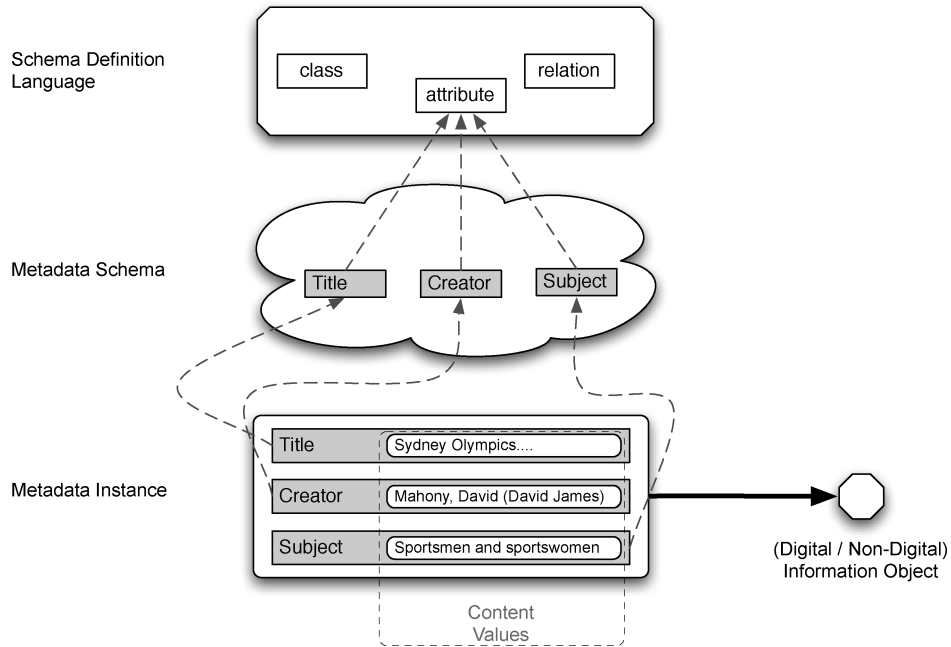 Schema Definition
Language
class
relation
attribute
Metadata Schema
Title
Creator
Subject
Metadata Instance
Title
Sydney Olympics....
Creator
Mahony, David (David James)
Subject
Sportsmen and sportswomen
(Digital / Non-Digital)
Information Object
Content
Values